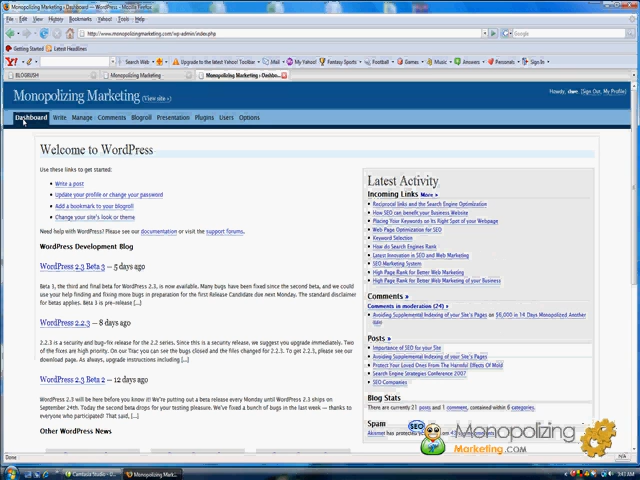 Monopolizing Marketing › Dashboard — WordPress - Mozilla Firefox
File Edit View History Bookmarks Yahoo! Tools Help
http://www.monopolizingmarketing.com/wp-admin/index.php
Google
Getting Started Latest Headlines
Search Web Upgrade to the latest Yahoo! Toolbar Mail My Yahoo! Fantasy Sports Football Games Music Answers Personals Sign In
BLOGRUSH Monopolizing Marketing Monopolizing Marketing › Dashbo...
Monopolizing Marketing (View site »)
Howdy, dave. [Sign Out, My Profile]
Dashboard Write Manage Comments Blogroll Presentation Plugins Users Options
Welcome to WordPress
Use these links to get started:
Write a post
Update your profile or change your password
Add a bookmark to your blogroll
Change your site's look or theme
Need help with WordPress? Please see our documentation or visit the support forums.
WordPress Development Blog
WordPress 2.3 Beta 3 — 5 days ago
Beta 3, the third and final beta for WordPress 2.3, is now available. Many bugs have been fixed since the second beta, and we could
use your help finding and fixing more bugs in preparation for the first Release Candidate due next Monday. The standard disclaimer
for betas applies. Beta 3 is pre-release [...]
WordPress 2.2.3 — 8 days ago
2.2.3 is a security and bug-fix release for the 2.2 series. Since this is a security release, we suggest you upgrade immediately. Two
of the fixes are high priority. On our Trac you can see the bugs closed and the files changed for 2.2.3. To get 2.2.3, please see our
download page. As always, upgrade instructions including [...]
WordPress 2.3 Beta 2 — 12 days ago
WordPress 2.3 will be here before you know it! We're putting out a beta release every Monday until WordPress 2.3 ships on
September 24th. Today the second beta drops for your testing pleasure. We've fixed a bunch of bugs in the last week — thanks to
everyone who participated! That said, [...]
Other WordPress News
Latest Activity
Incoming Links More »
Reciprocal links and the Search Engine Optimization
How SEO can benefit your Business Website
Placing Your Keywords on its Right Spot of your Webpage
Web Page Optimization for SEO
Keyword Selection
How do Search Engines Rank
Latest Innovation in SEO and Web Marketing
SEO Marketing System
High Page Rank for Better Web Marketing
High Page Rank for Better Web Marketing of your Business
Comments »
Comments in moderation (24) »
Avoiding Supplemental Indexing of your Site's Pages on $6,000 in 14 Days Monopolized Another
Posts »
Importance of SEO for your Site
Avoiding Supplemental Indexing of your Site's Pages
Protect Your Loved Ones From The Harmful Effects Of Mold
Search Engine Strategies Conference 2007
SEO Companies
Blog Stats
There are currently 21 posts and 1 comment, contained within 6 categories.
Spam
Akismet has protected
SEO
Monopolizing
Marketing.COM
Done
N/A
Camtasia Studio - Monopolizing Mark...
3:43 AM